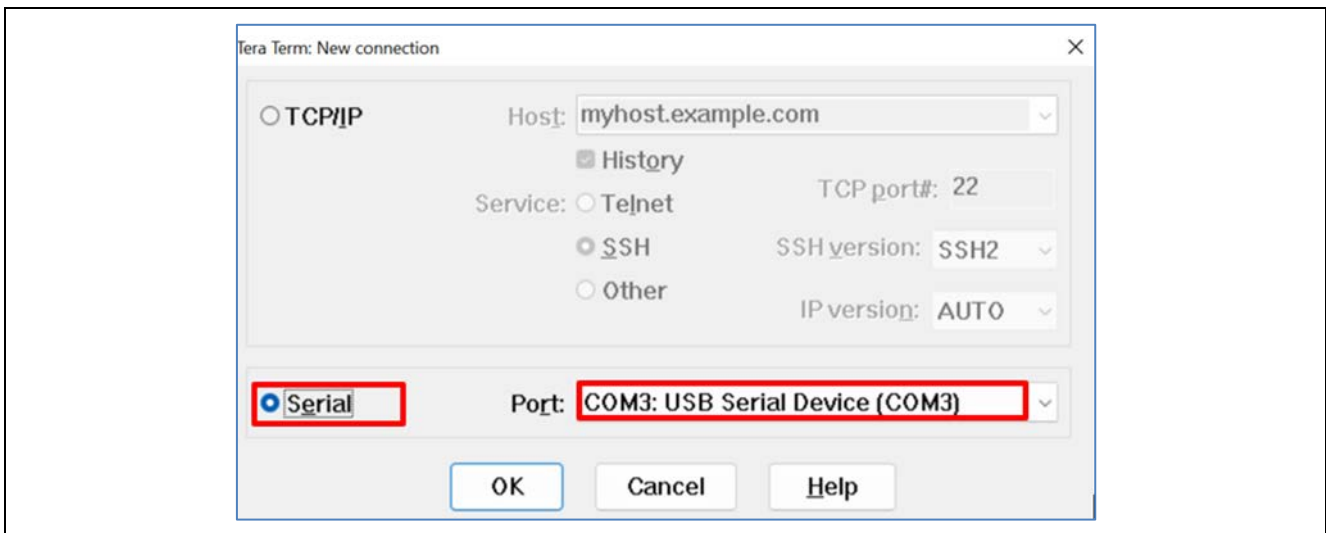 Tera Term: New connection
TCP/IP Host: myhost.example.com
History
Service: Telnet TCP port#: 22
SSH SSH version: SSH2
Other IP version: AUTO
Serial Port: COM3: USB Serial Device (COM3)
OK Cancel Help